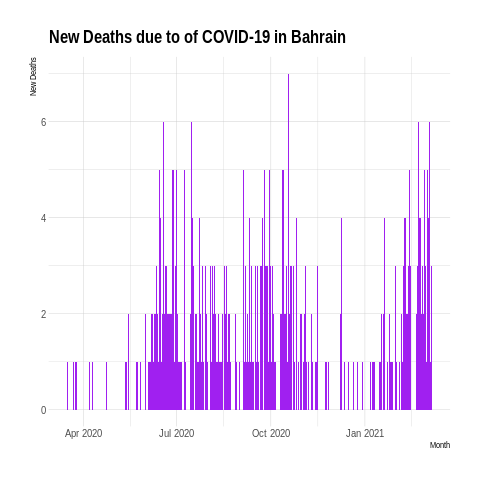 New Deaths due to of COVID-19 in Bahrain
New Deaths
6
4
2
0
Apr 2020 Jul 2020 Oct 2020 Jan 2021
Month